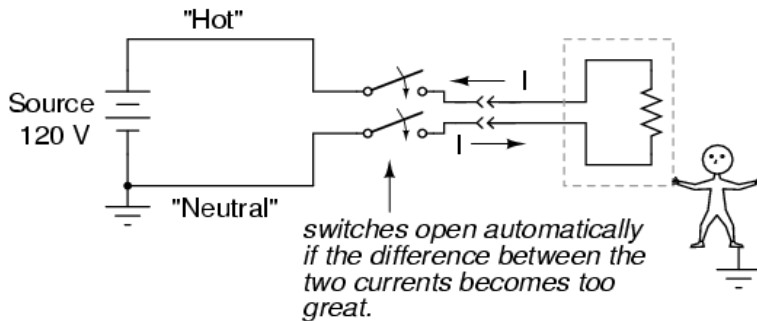 "Hot"
Source
120 V
I
I
"Neutral"
switches open automatically
if the difference between the
two currents becomes too
great.